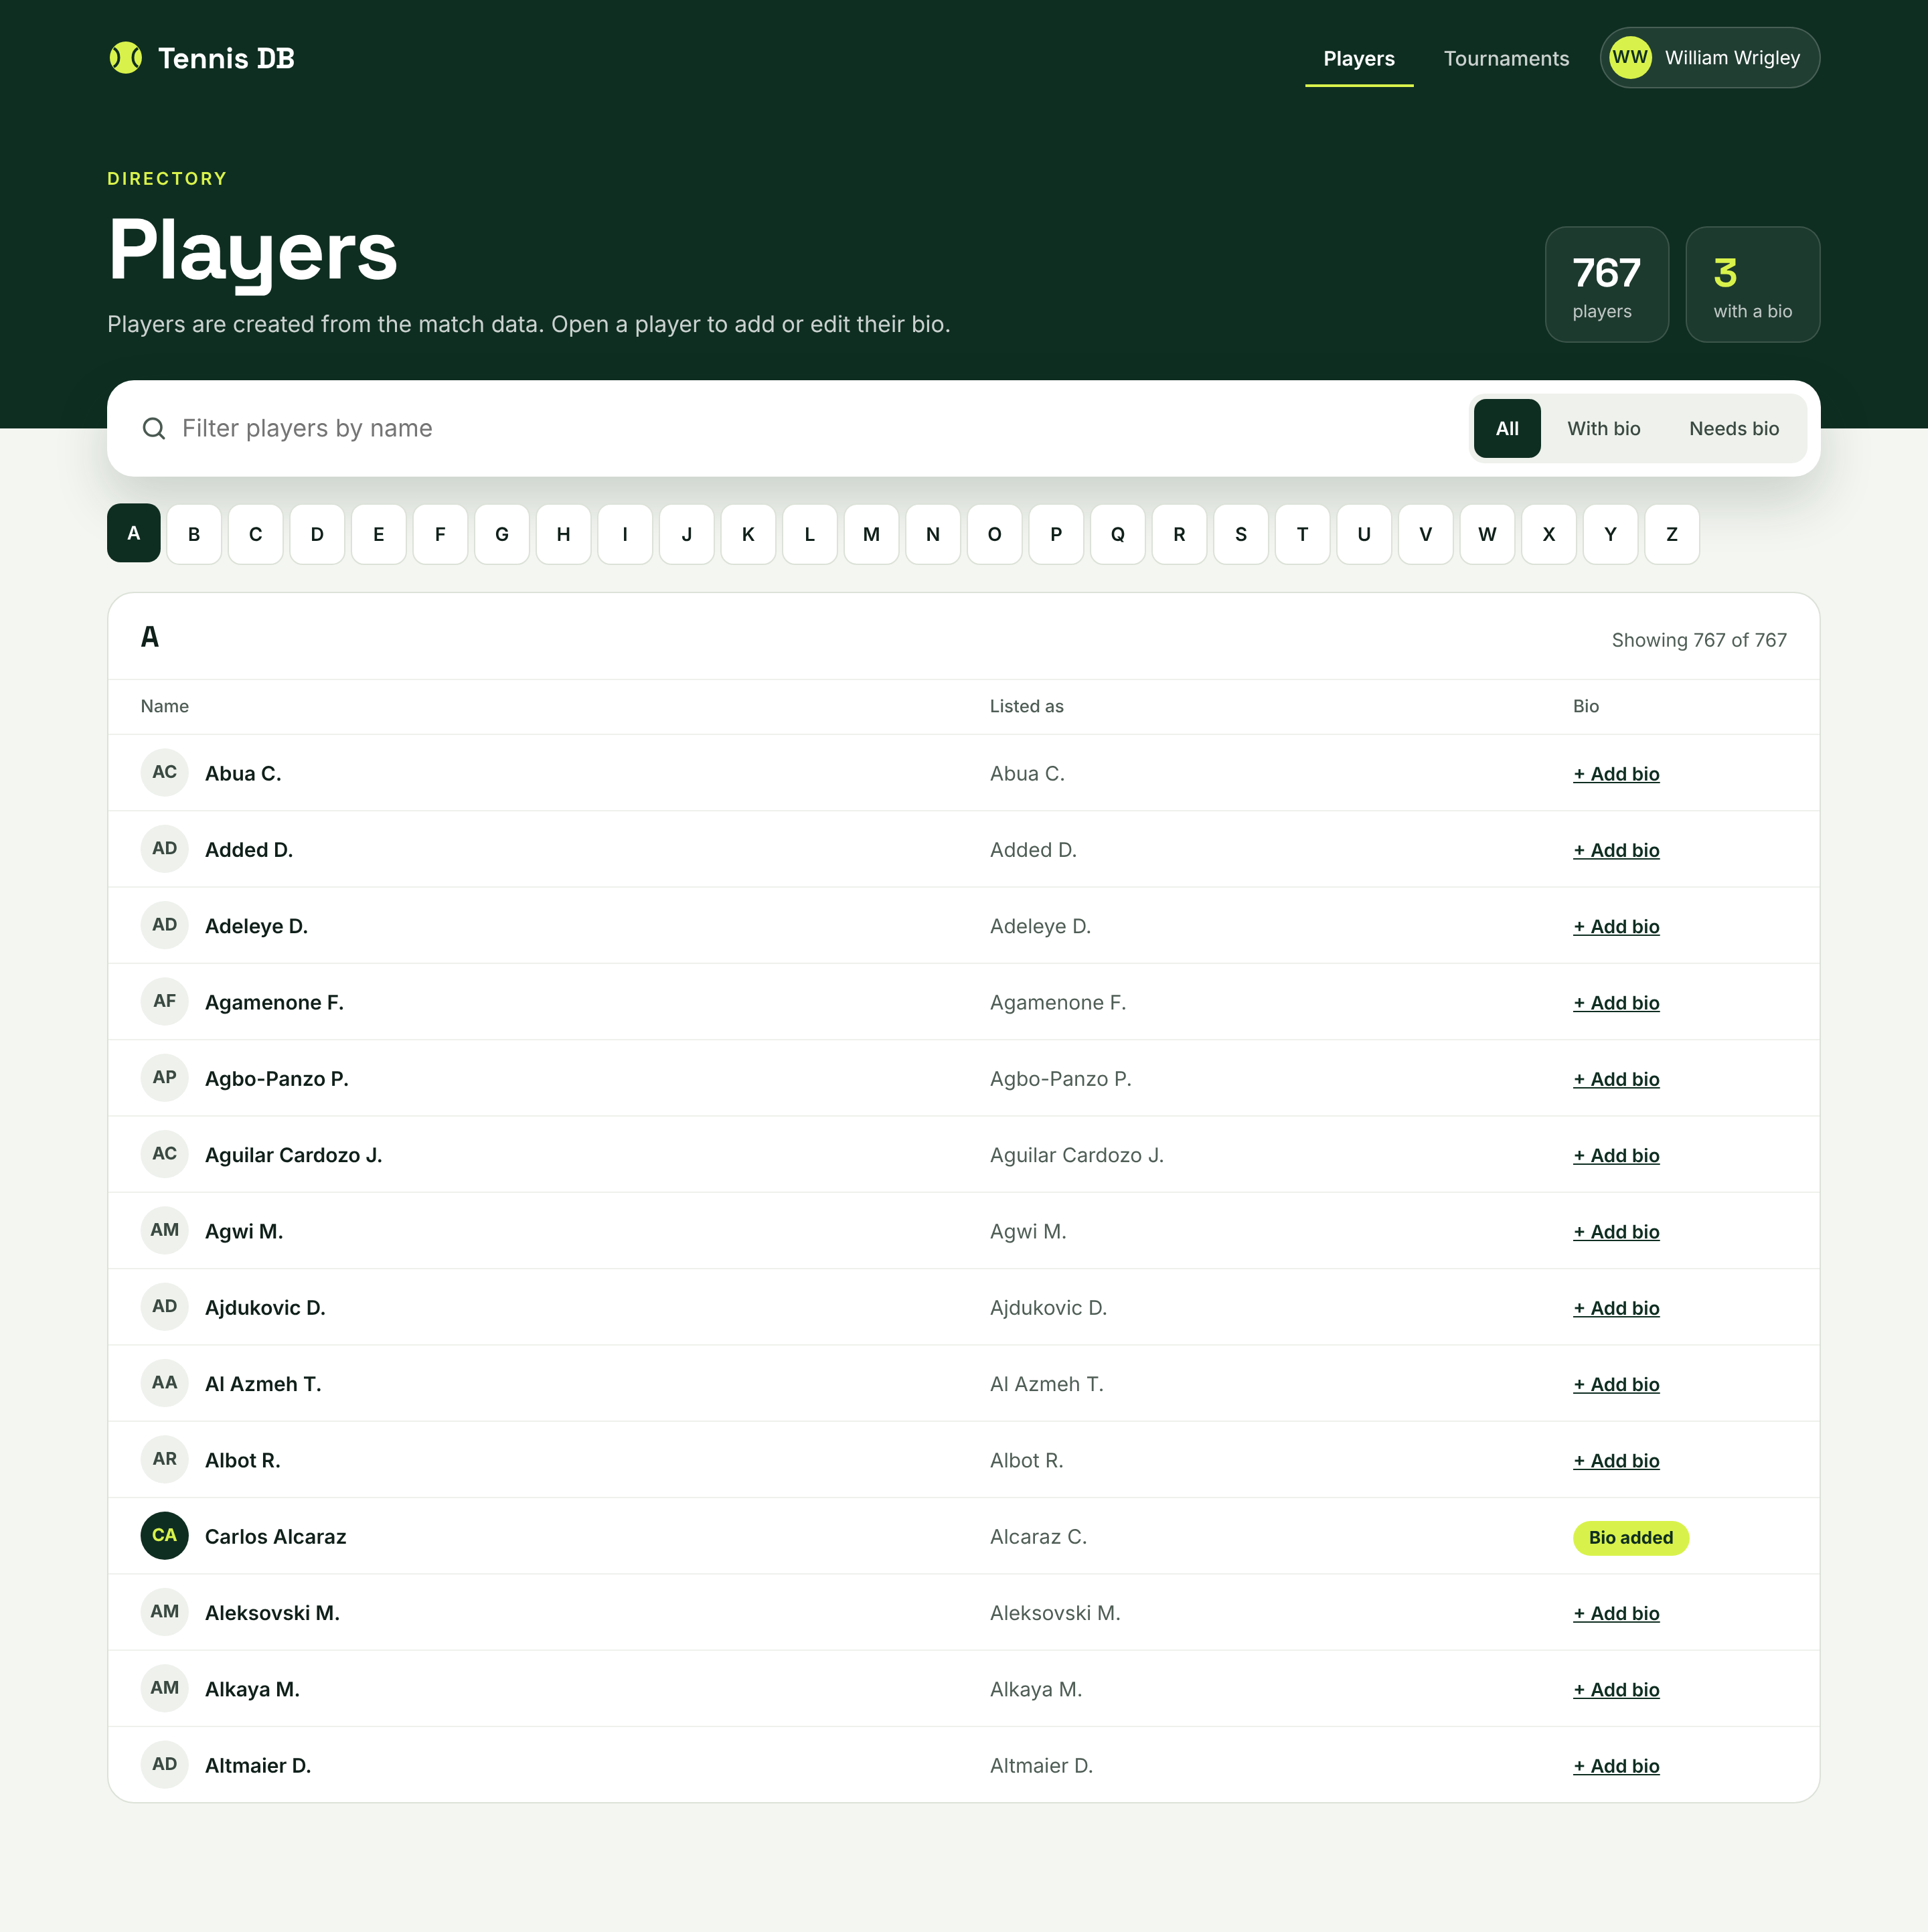 Tennis DB
Players
Tournaments
WW
William Wrigley
DIRECTORY
Players
Players are created from the match data. Open a player to add or edit their bio.
767
players
3
with a bio
Filter players by name
All
With bio
Needs bio
A B C D E F G H I J K L M N O P Q R S T U V W X Y Z
A
Showing 767 of 767
Name Listed as Bio
AC Abua C. Abua C. + Add bio
AD Added D. Added D. + Add bio
AD Adeleye D. Adeleye D. + Add bio
AF Agamenone F. Agamenone F. + Add bio
AP Agbo-Panzo P. Agbo-Panzo P. + Add bio
AC Aguilar Cardozo J. Aguilar Cardozo J. + Add bio
AM Agwi M. Agwi M. + Add bio
AD Ajdukovic D. Ajdukovic D. + Add bio
AA Al Azmeh T. Al Azmeh T. + Add bio
AR Albot R. Albot R. + Add bio
CA Carlos Alcaraz Alcaraz C. Bio added
AM Aleksovski M. Aleksovski M. + Add bio
AM Alkaya M. Alkaya M. + Add bio
AD Altmaier D. Altmaier D. + Add bio